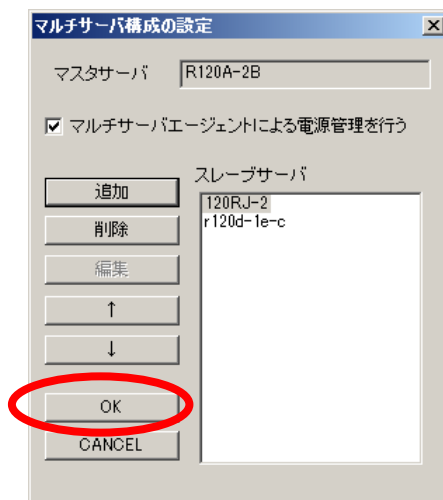 マルチサーバ構成の設定
マスタサーバ R120A-2B
マルチサーバエージェントによる電源管理を行う
スレーブサーバ
追加
削除
編集
↑
↓
OK
CANCEL
120RJ-2
r120d-1e-c